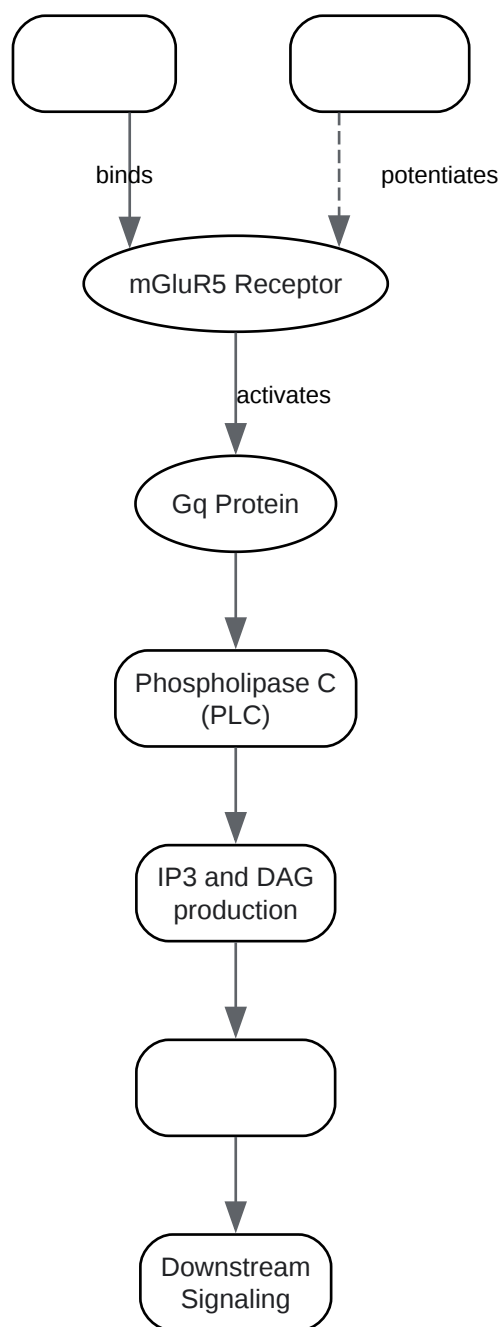 binds
potentiates
mGluR5 Receptor
activates
Gq Protein
Phospholipase C
(PLC)
IP3 and DAG
production
Downstream
Signaling